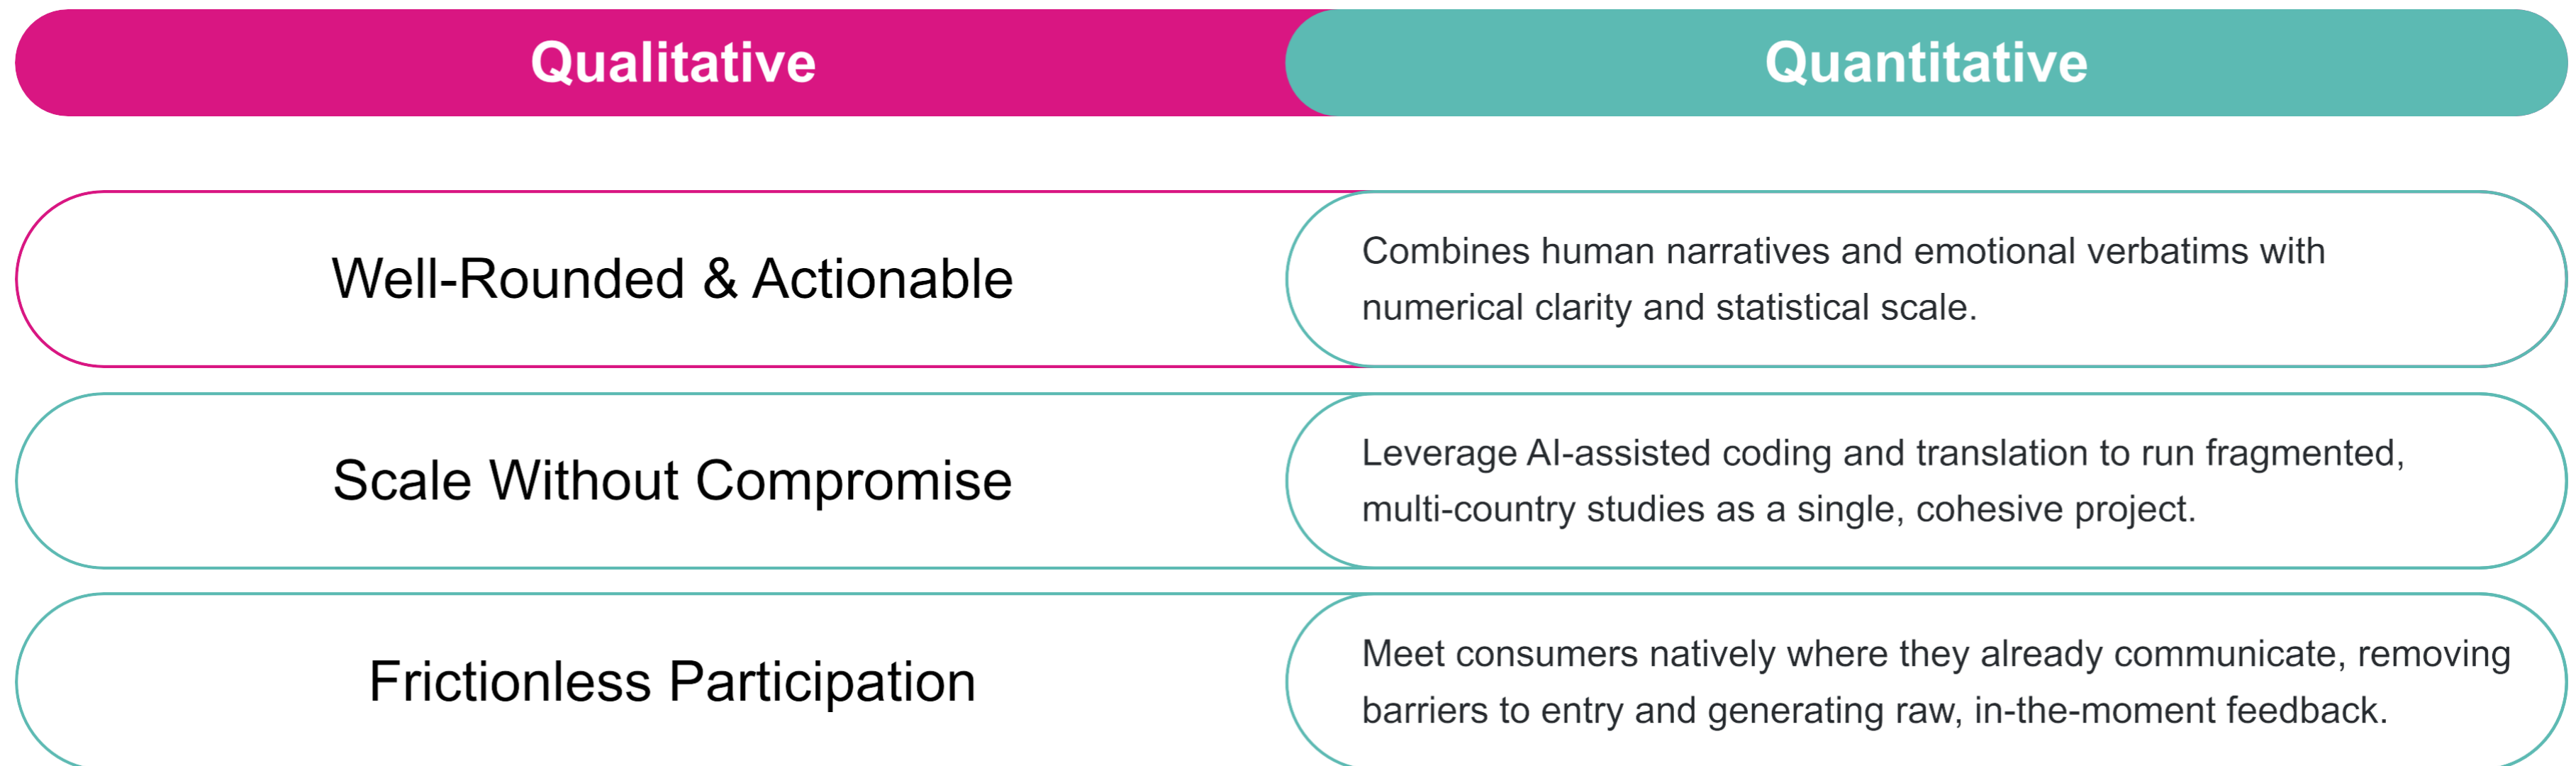 Qualitative
Quantitative
Well-Rounded & Actionable
Combines human narratives and emotional verbatims with
numerical clarity and statistical scale.
Scale Without Compromise
Leverage AI-assisted coding and translation to run fragmented,
multi-country studies as a single, cohesive project.
Frictionless Participation
Meet consumers natively where they already communicate, removing
barriers to entry and generating raw, in-the-moment feedback.